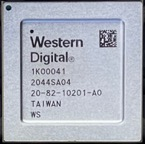 Western
Digital®
1K00041
2044SA04
20-82-10201-A0
TAIWAN
WS